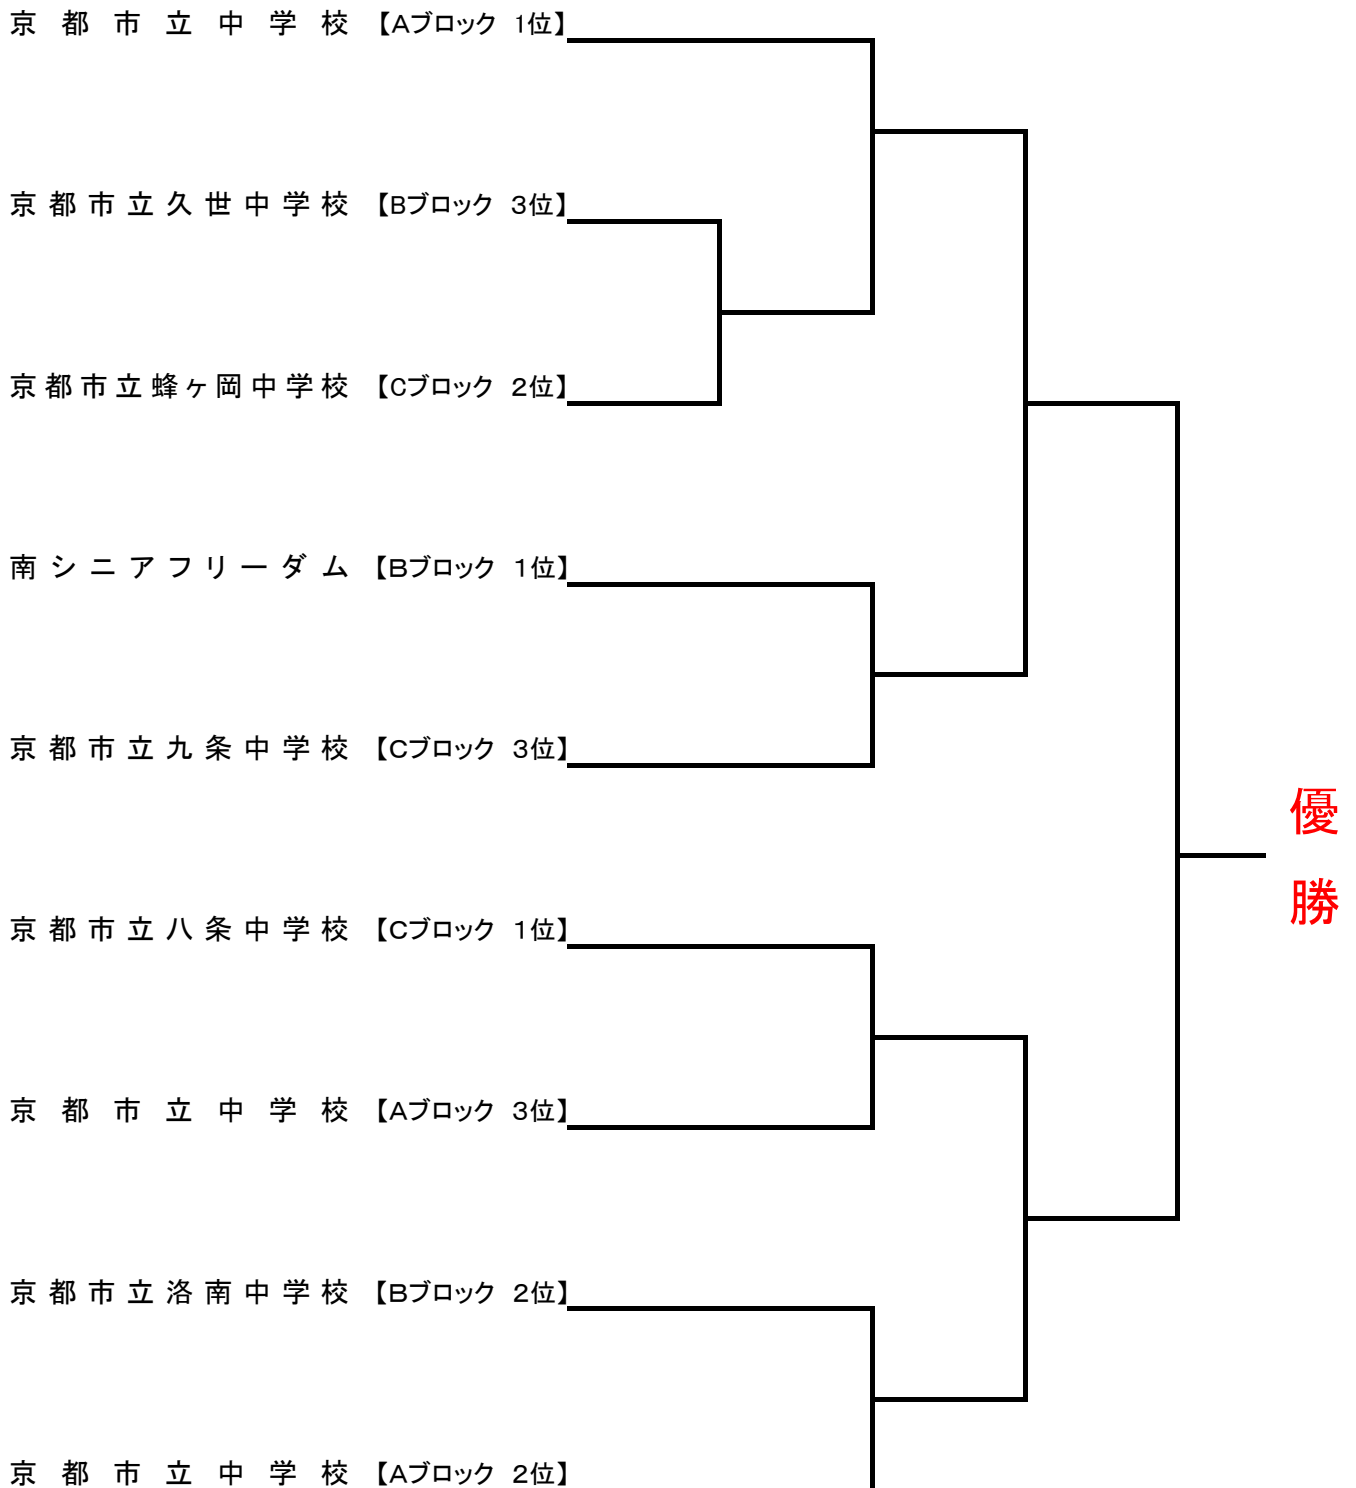 京都市立中学校 【Aブロック 1位】
京都市立久世中学校 【Bブロック 3位】
京都市立蜂ヶ岡中学校 【Cブロック 2位】
南シニアフリーダム 【Bブロック 1位】
京都市立九条中学校 【Cブロック 3位】
優勝
京都市立八条中学校 【Cブロック 1位】
京都市立中学校 【Aブロック 3位】
京都市立洛南中学校 【Bブロック 2位】
京都市立中学校 【Aブロック 2位】